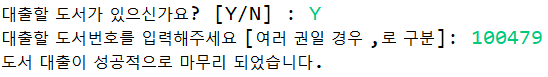 대출할 도서가 있으신가요? [Y/N] : Y
대출할 도서번호를 입력해주세요 [여러 권일 경우 ,로 구분]: 100479
도서 대출이 성공적으로 마무리 되었습니다.